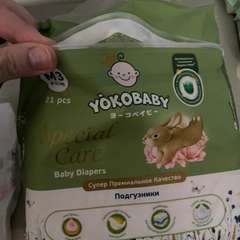 M3
21 pcs
YOKOBABY
ヨーコベイビー
Special
Care
Baby Diapers
Супер Премиальное Качество
Подгузники